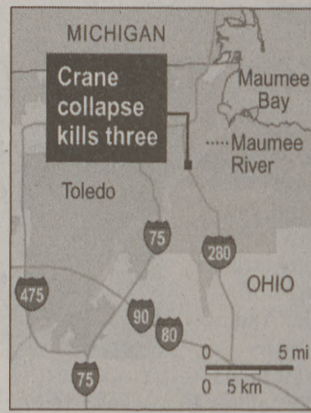 MICHIGAN
Crane
collapse
kills three
Maumee
Bay
Maumee
River
Toledo
75
280
OHIO
475
90
80
0 5 mi
0 5 km
75